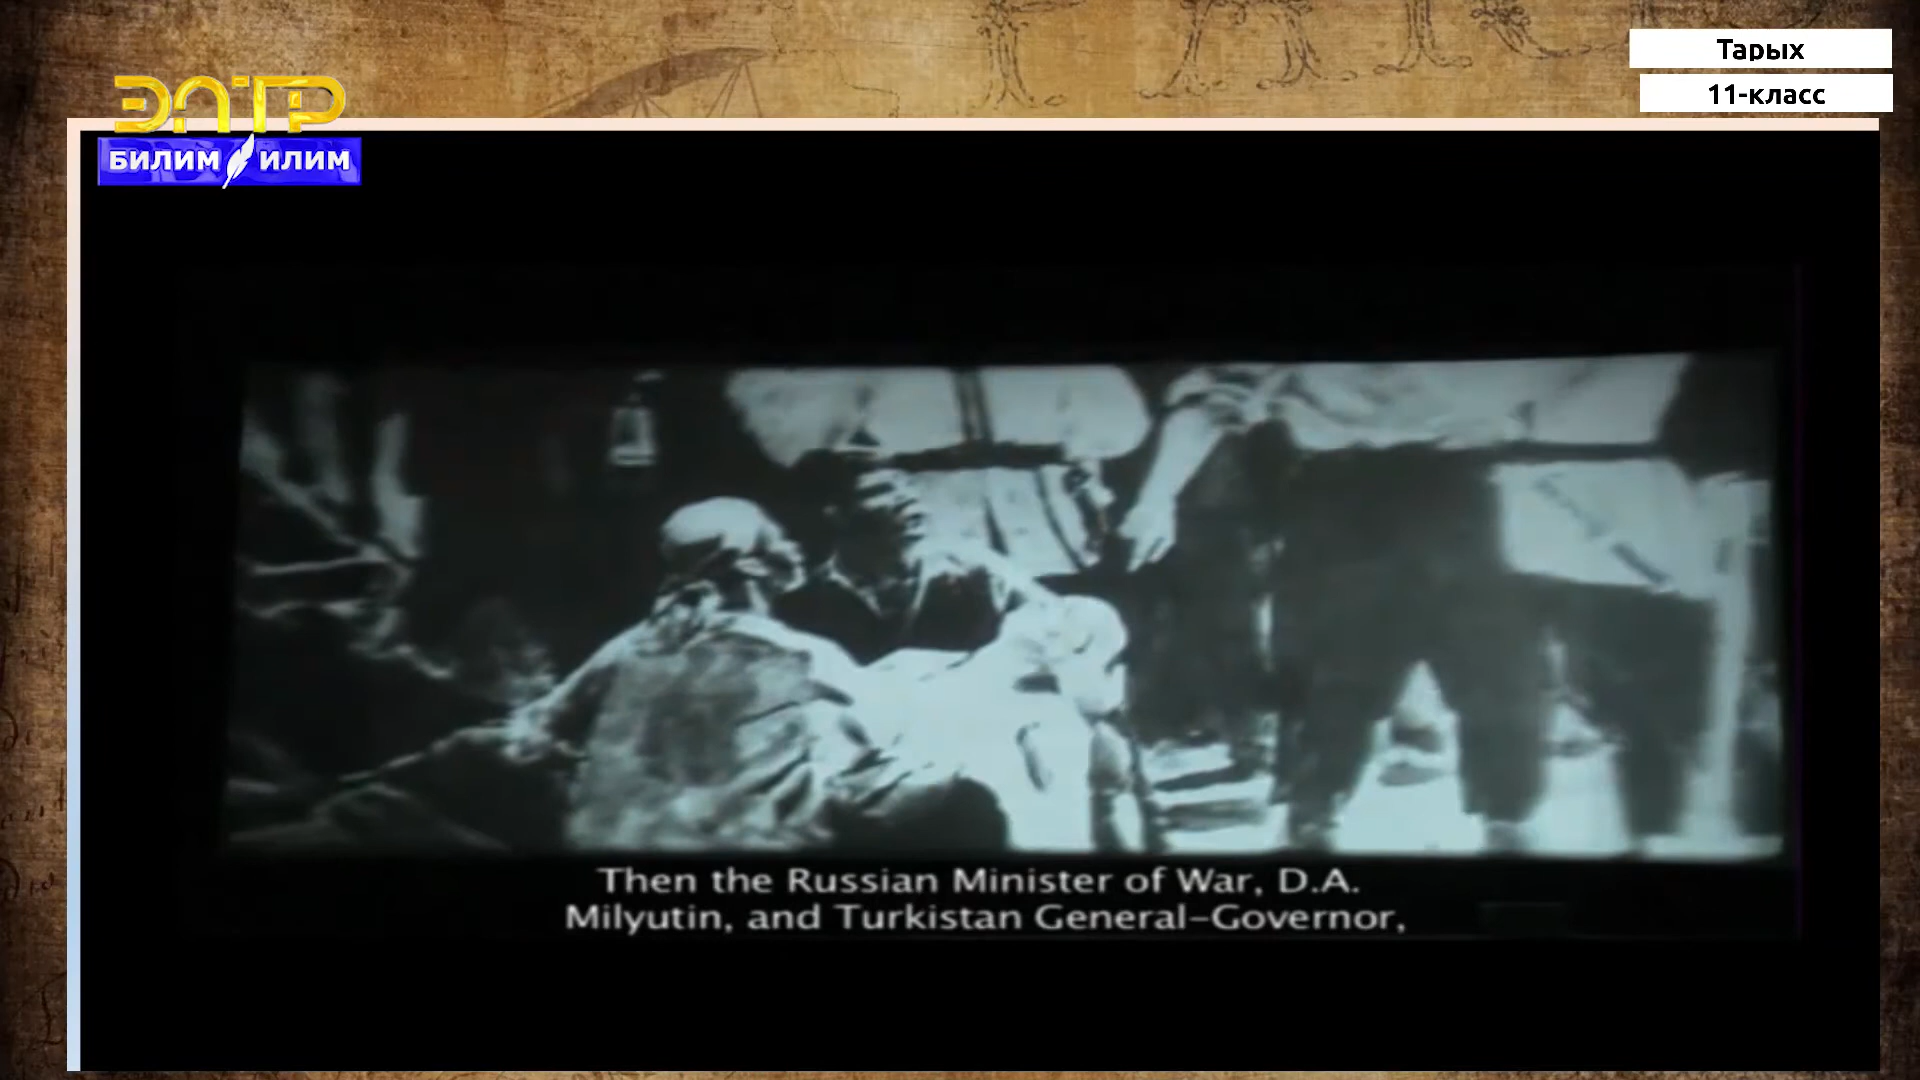 Тарых
11-класс
ЭЛТР
БИЛИМ ИЛИМ
Then the Russian Minister of War, D.A.
Milyutin, and Turkistan General-Governor,